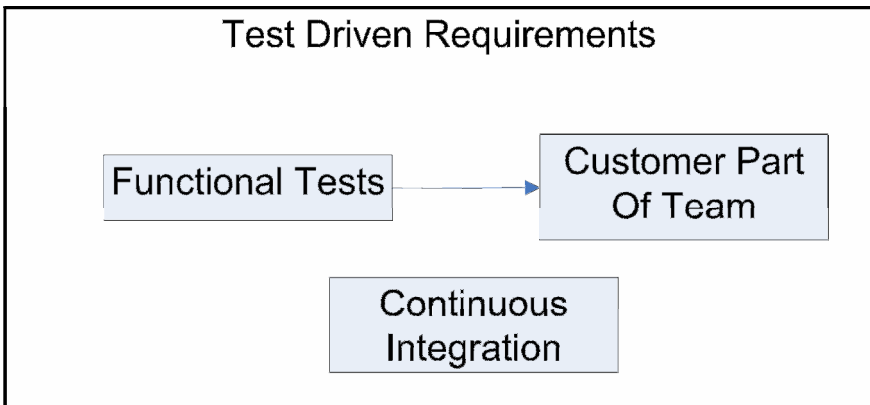 Test Driven Requirements
Functional Tests
Customer Part
Of Team
Continuous
Integration